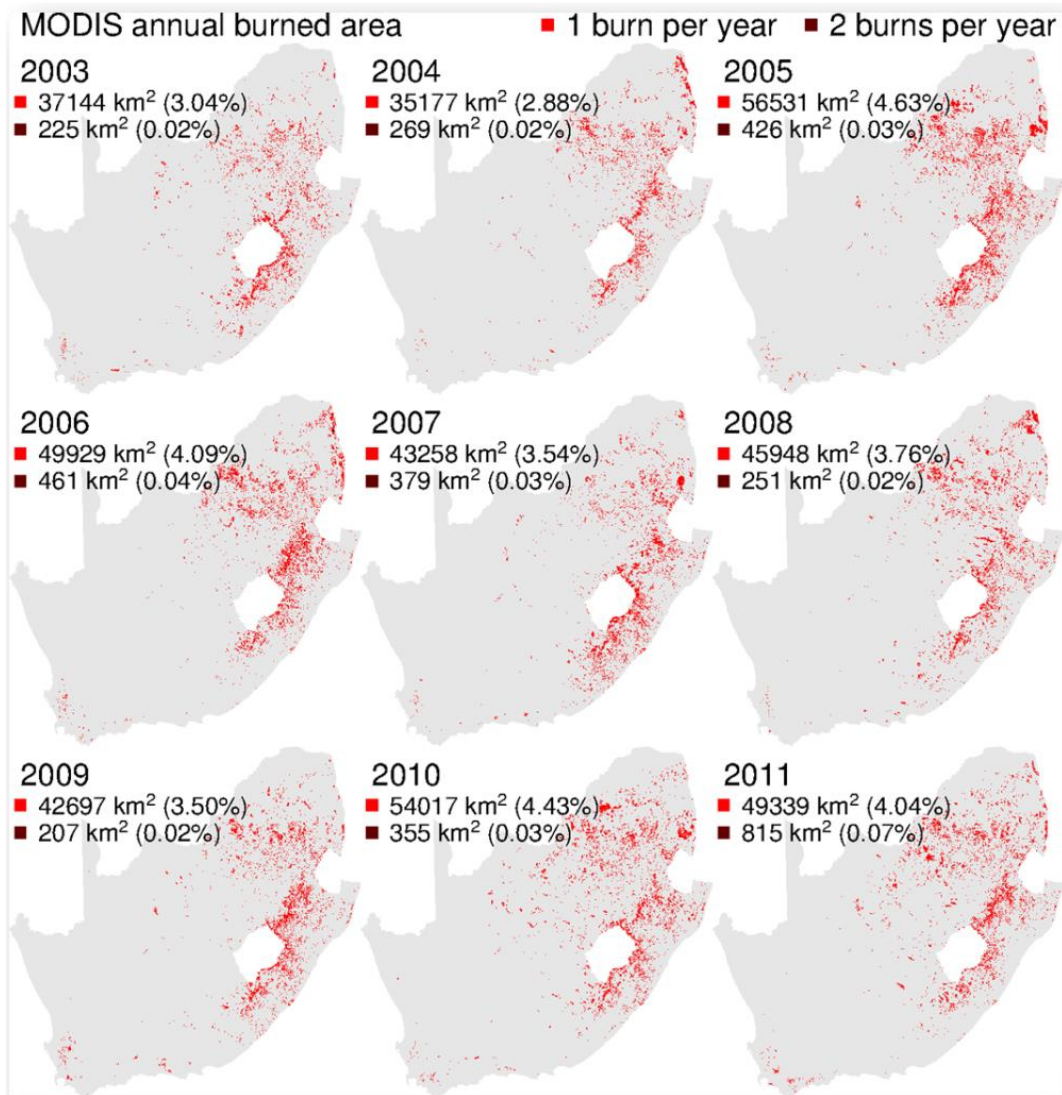 MODIS annual burned area ■ 1 burn per year ■ 2 burns per year
2003
■ 37144 km² (3.04%)
■ 225 km² (0.02%)
2004
■ 35177 km² (2.88%)
■ 269 km² (0.02%)
2005
■ 56531 km² (4.63%)
■ 426 km² (0.03%)
2006
■ 49929 km² (4.09%)
■ 461 km² (0.04%)
2007
■ 43258 km² (3.54%)
■ 379 km² (0.03%)
2008
■ 45948 km² (3.76%)
■ 251 km² (0.02%)
2009
■ 42697 km² (3.50%)
■ 207 km² (0.02%)
2010
■ 54017 km² (4.43%)
■ 355 km² (0.03%)
2011
■ 49339 km² (4.04%)
■ 815 km² (0.07%)